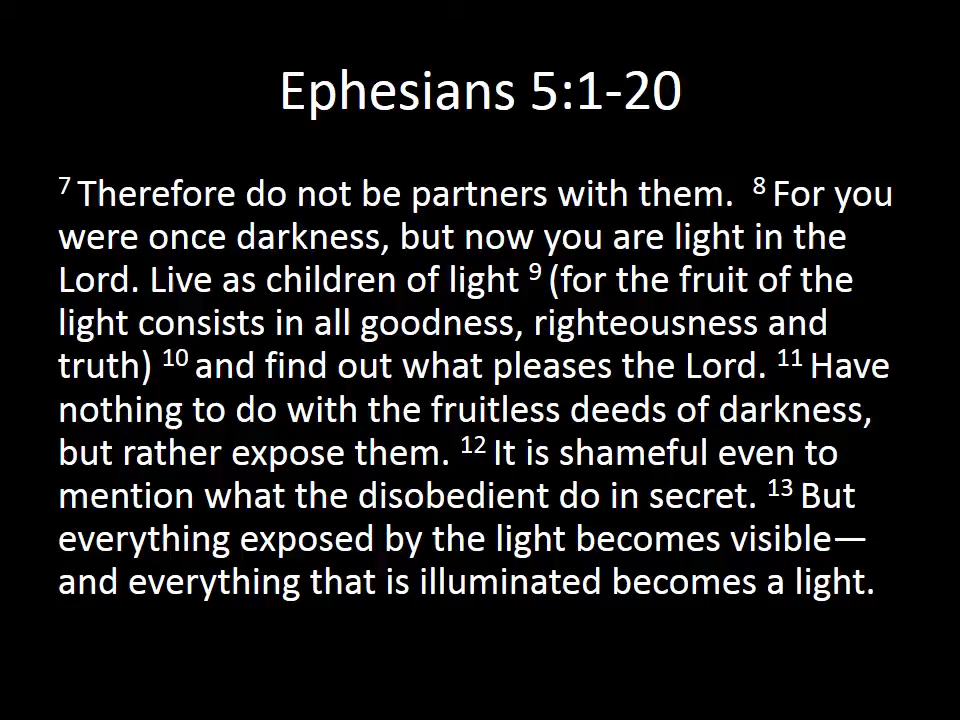 Ephesians 5:1-20
7 Therefore do not be partners with them.  8 For you
were once darkness, but now you are light in the
Lord. Live as children of light 9 (for the fruit of the
light consists in all goodness, righteousness and
truth) 10 and find out what pleases the Lord. 11 Have
nothing to do with the fruitless deeds of darkness,
but rather expose them. 12 It is shameful even to
mention what the disobedient do in secret. 13 But
everything exposed by the light becomes visible—
and everything that is illuminated becomes a light.